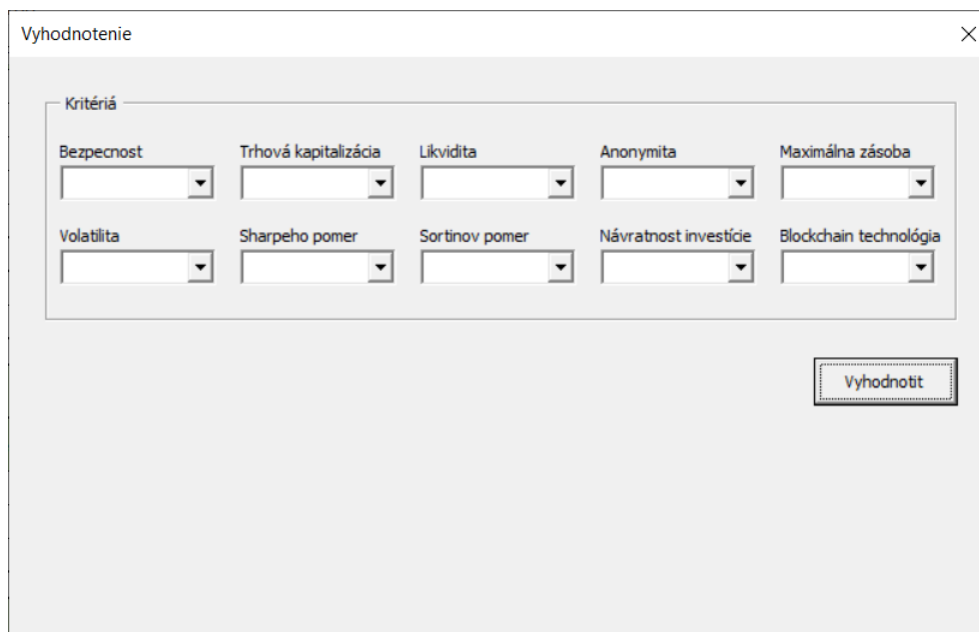 Vyhodnotenie
Kritériá
Bezpecnost Trhová kapitalizácia Likvidita Anonymita Maximálna zásoba
Volatilita Sharpeho pomer Sortinov pomer Návratnost investície Blockchain technológia
Vyhodnotit